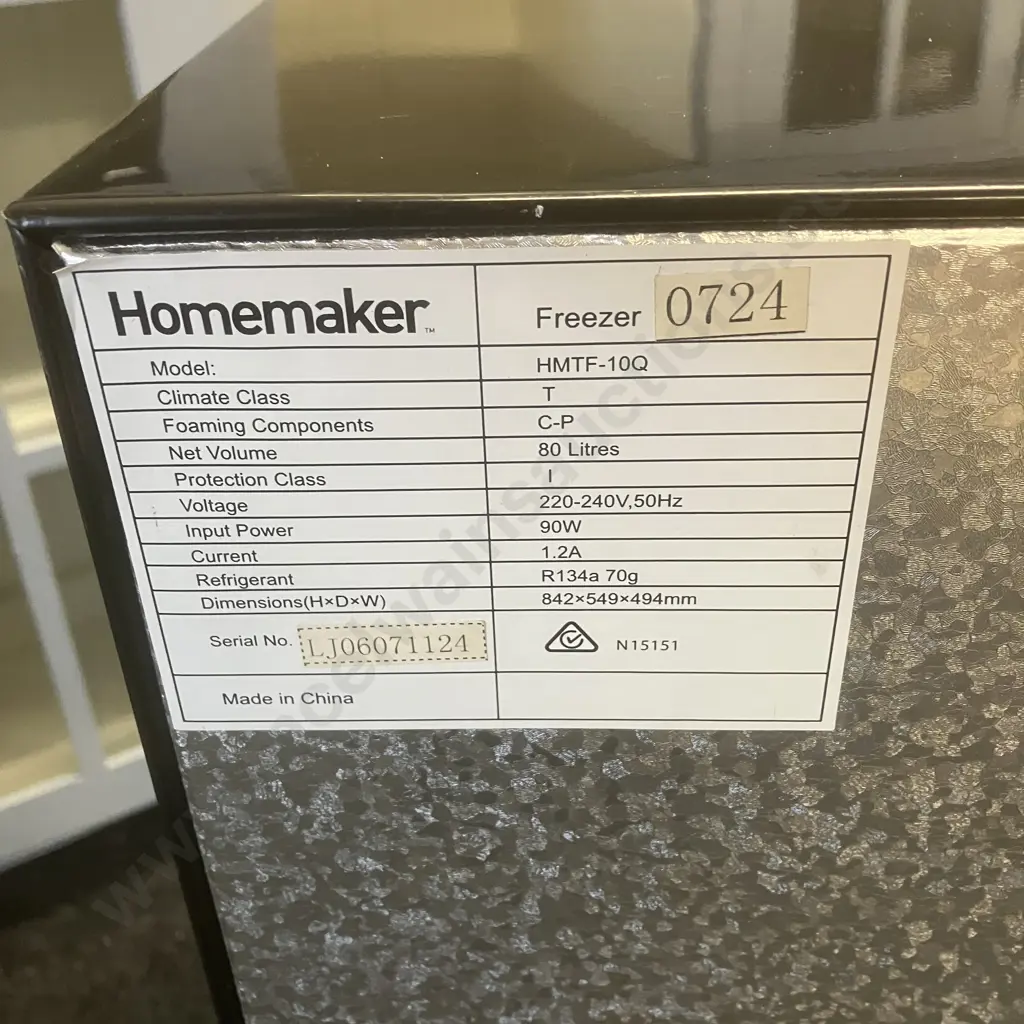 Homemaker™ Freezer 0724
Model: HMTF-10Q
Climate Class T
Foaming Components C-P
Net Volume 80 Litres
Protection Class I
Voltage 220-240V,50Hz
Input Power 90W
Current 1.2A
Refrigerant R134a 70g
Dimensions(H×D×W) 842×549×494mm
Serial No. LJ06071124 N15151
Made in China